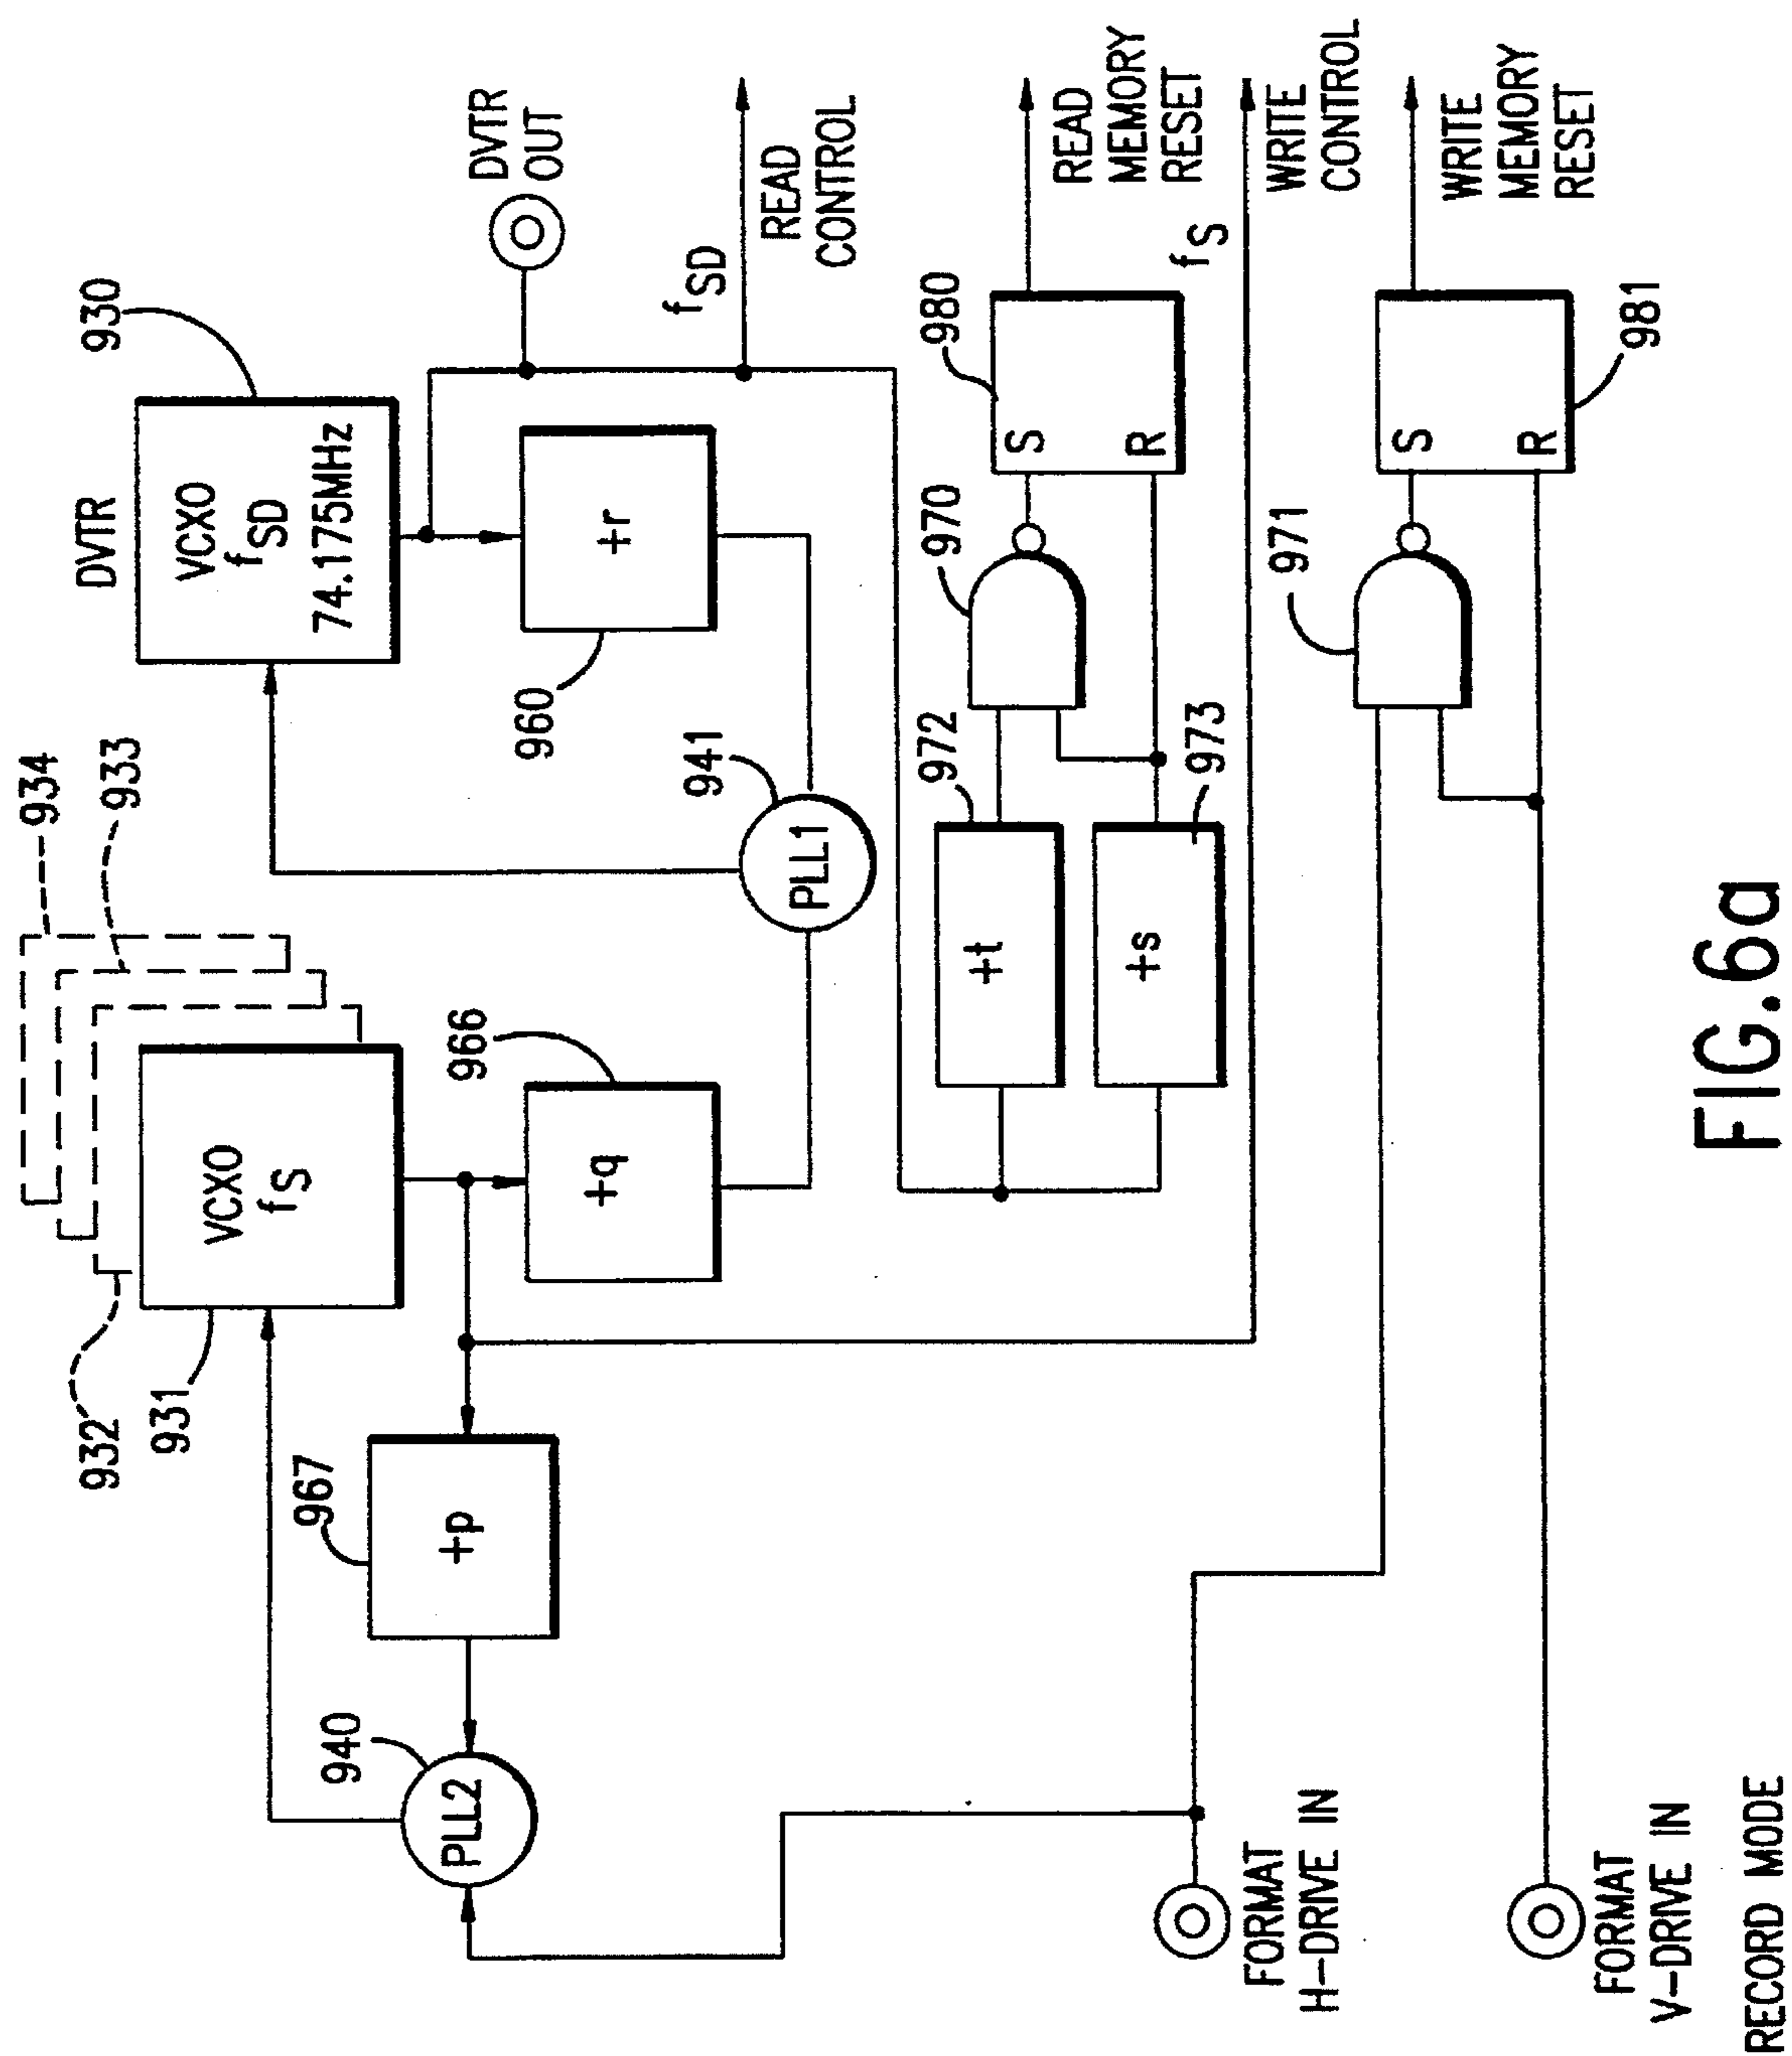 934
933
932
931
VCXO
fS
DVTR
VCXO
fSD
74.175MHz
930
940
PLL2
967
+p
966
+q
941
PLL1
960
+r
DVTR
OUT
fSD
READ
CONTROL
972
+t
973
+s
970
980
S
R
READ
MEMORY
RESET
fS
WRITE
CONTROL
FORMAT
H-DRIVE IN
971
S
R
981
WRITE
MEMORY
RESET
FORMAT
V-DRIVE IN
RECORD MODE
FIG.6a